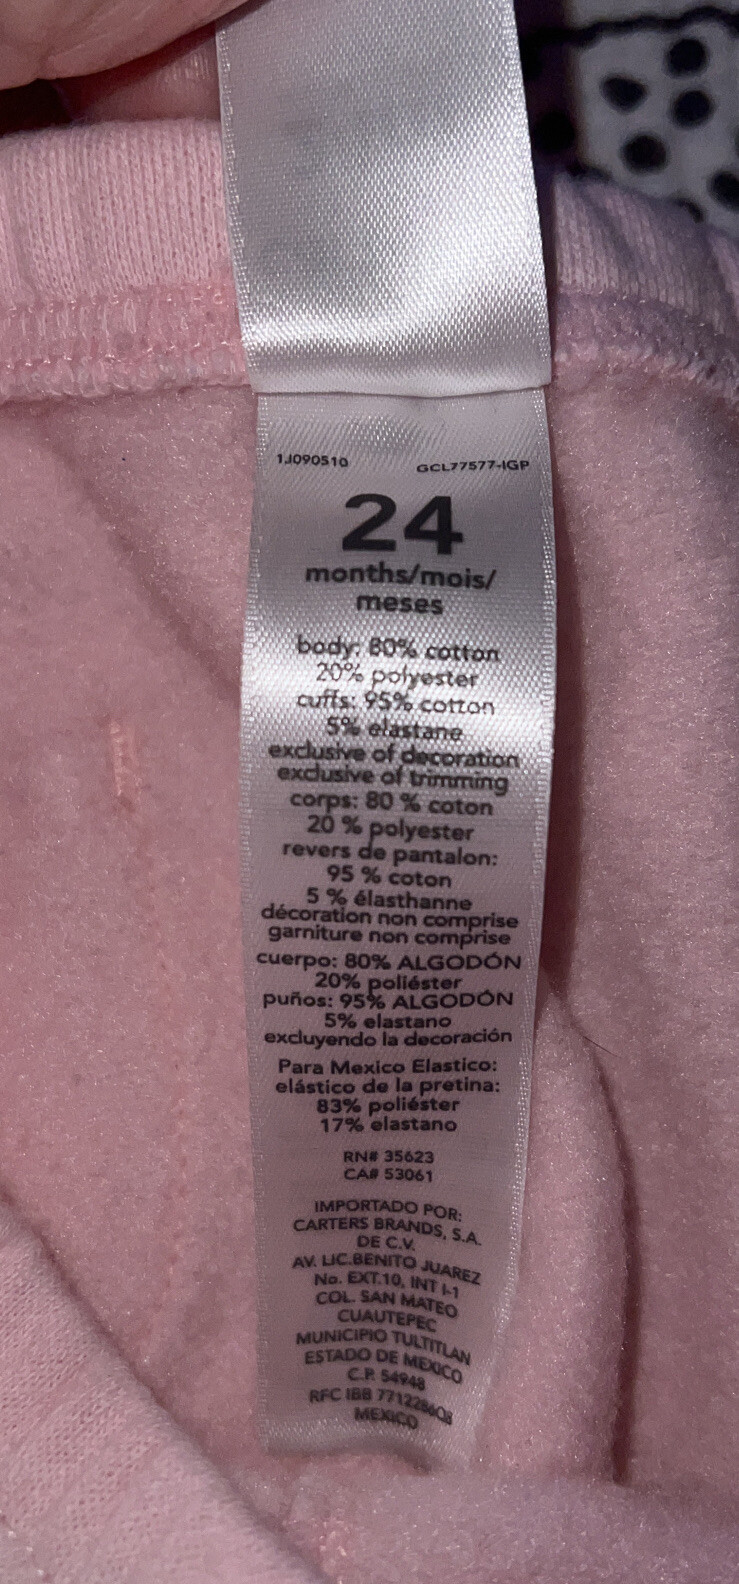 1J090510 GCL77577-IGP
24
months/mois/
meses
body: 80% cotton
20% polyester
cuffs: 95% cotton
5% elastane
exclusive of decoration
exclusive of trimming
corps: 80 % coton
20 % polyester
revers de pantalon:
95 % coton
5 % élasthanne
décoration non comprise
garniture non comprise
cuerpo: 80% ALGODÓN
20% poliéster
puños: 95% ALGODÓN
5% elastano
excluyendo la decoración
Para Mexico Elastico:
elástico de la pretina:
83% poliéster
17% elastano
RN# 35623
CA# 53061
IMPORTADO POR:
CARTERS BRANDS, S.A.
DE C.V.
AV. LIC.BENITO JUAREZ
No. EXT.10, INT I-1
COL. SAN MATEO
CUAUTEPEC
MUNICIPIO TULTITLAN
ESTADO DE MEXICO
C.P. 54948
RFC IBB 7712286Q8
MEXICO